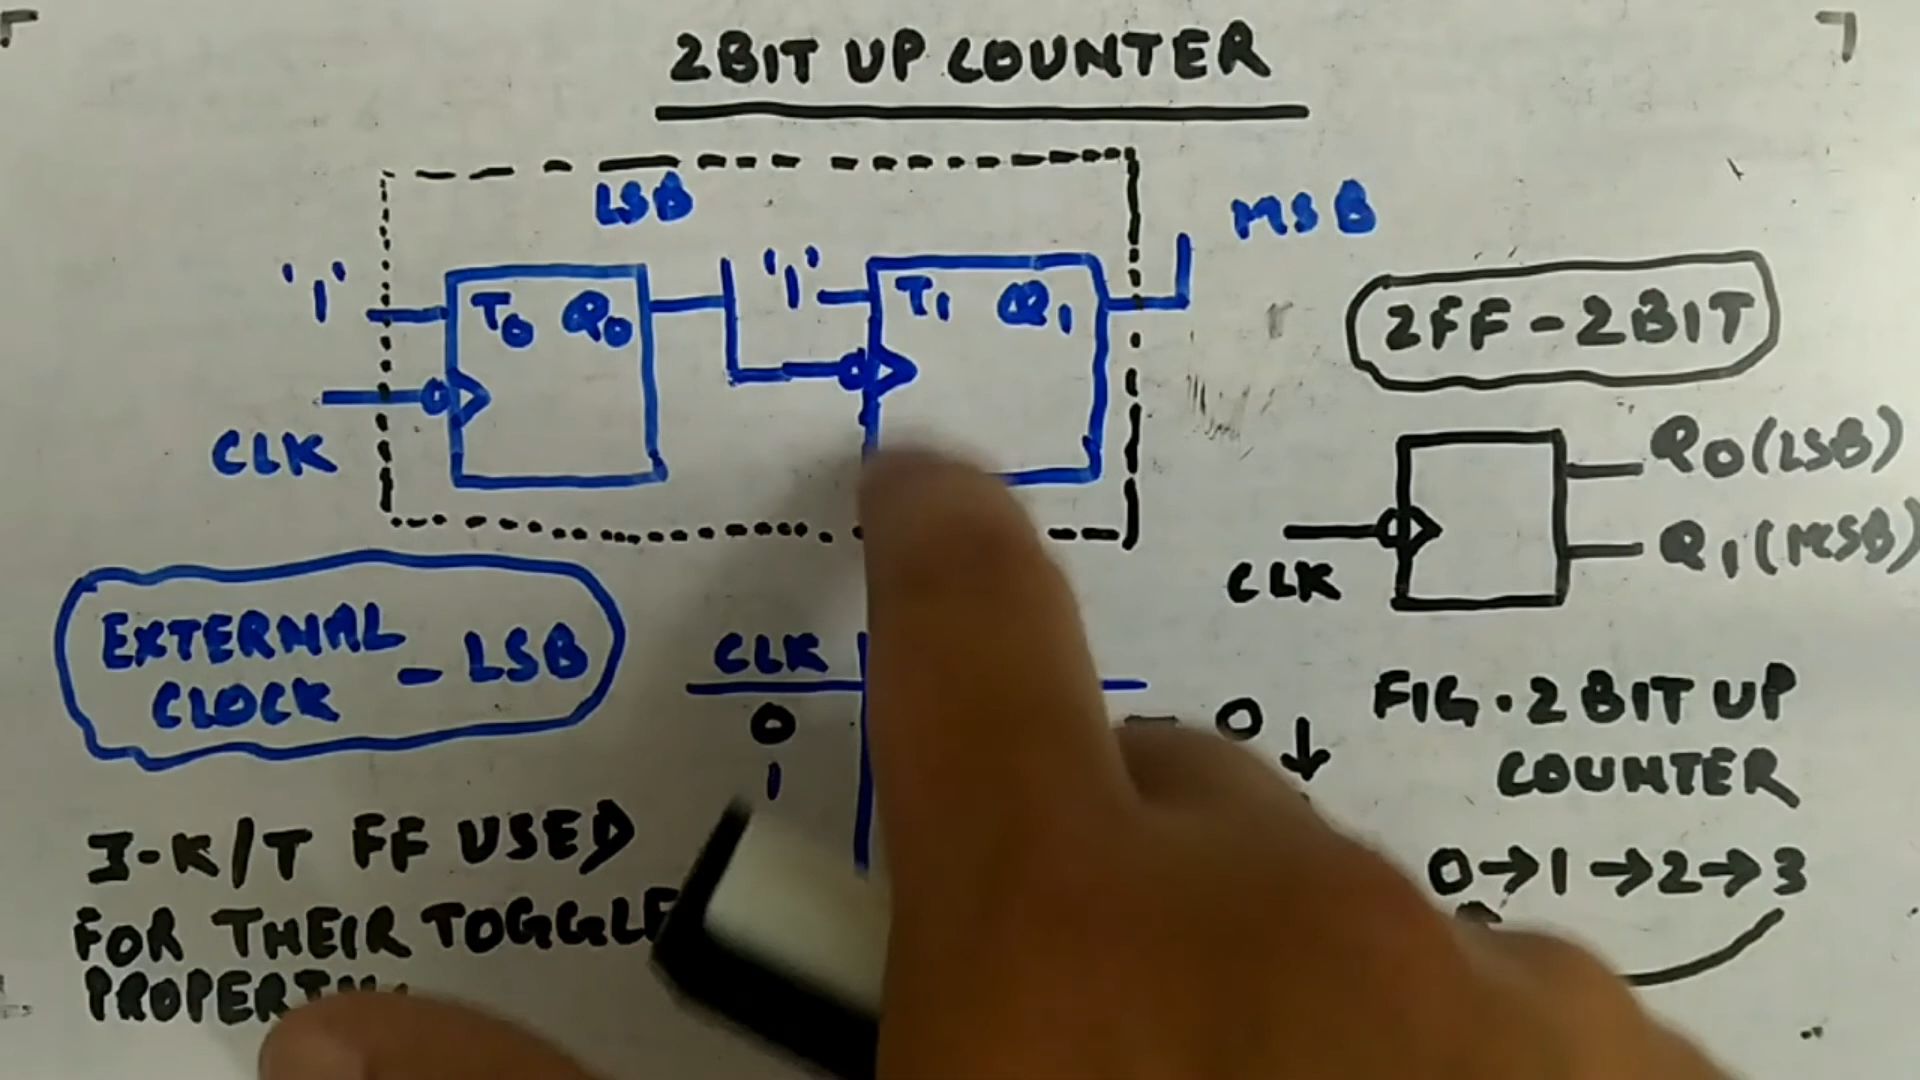 2BIT UP COUNTER
LSB
MSB
'1'
T0 Q0
'1'
T1 Q1
CLK
2FF-2BIT
Q0(LSB)
Q1(MSB)
CLK
EXTERNAL
CLOCK - LSB
CLK
0
1
0 ↓
FIG. 2 BIT UP
COUNTER
0→1→2→3
J-K/T FF USED
FOR THEIR TOGGLE